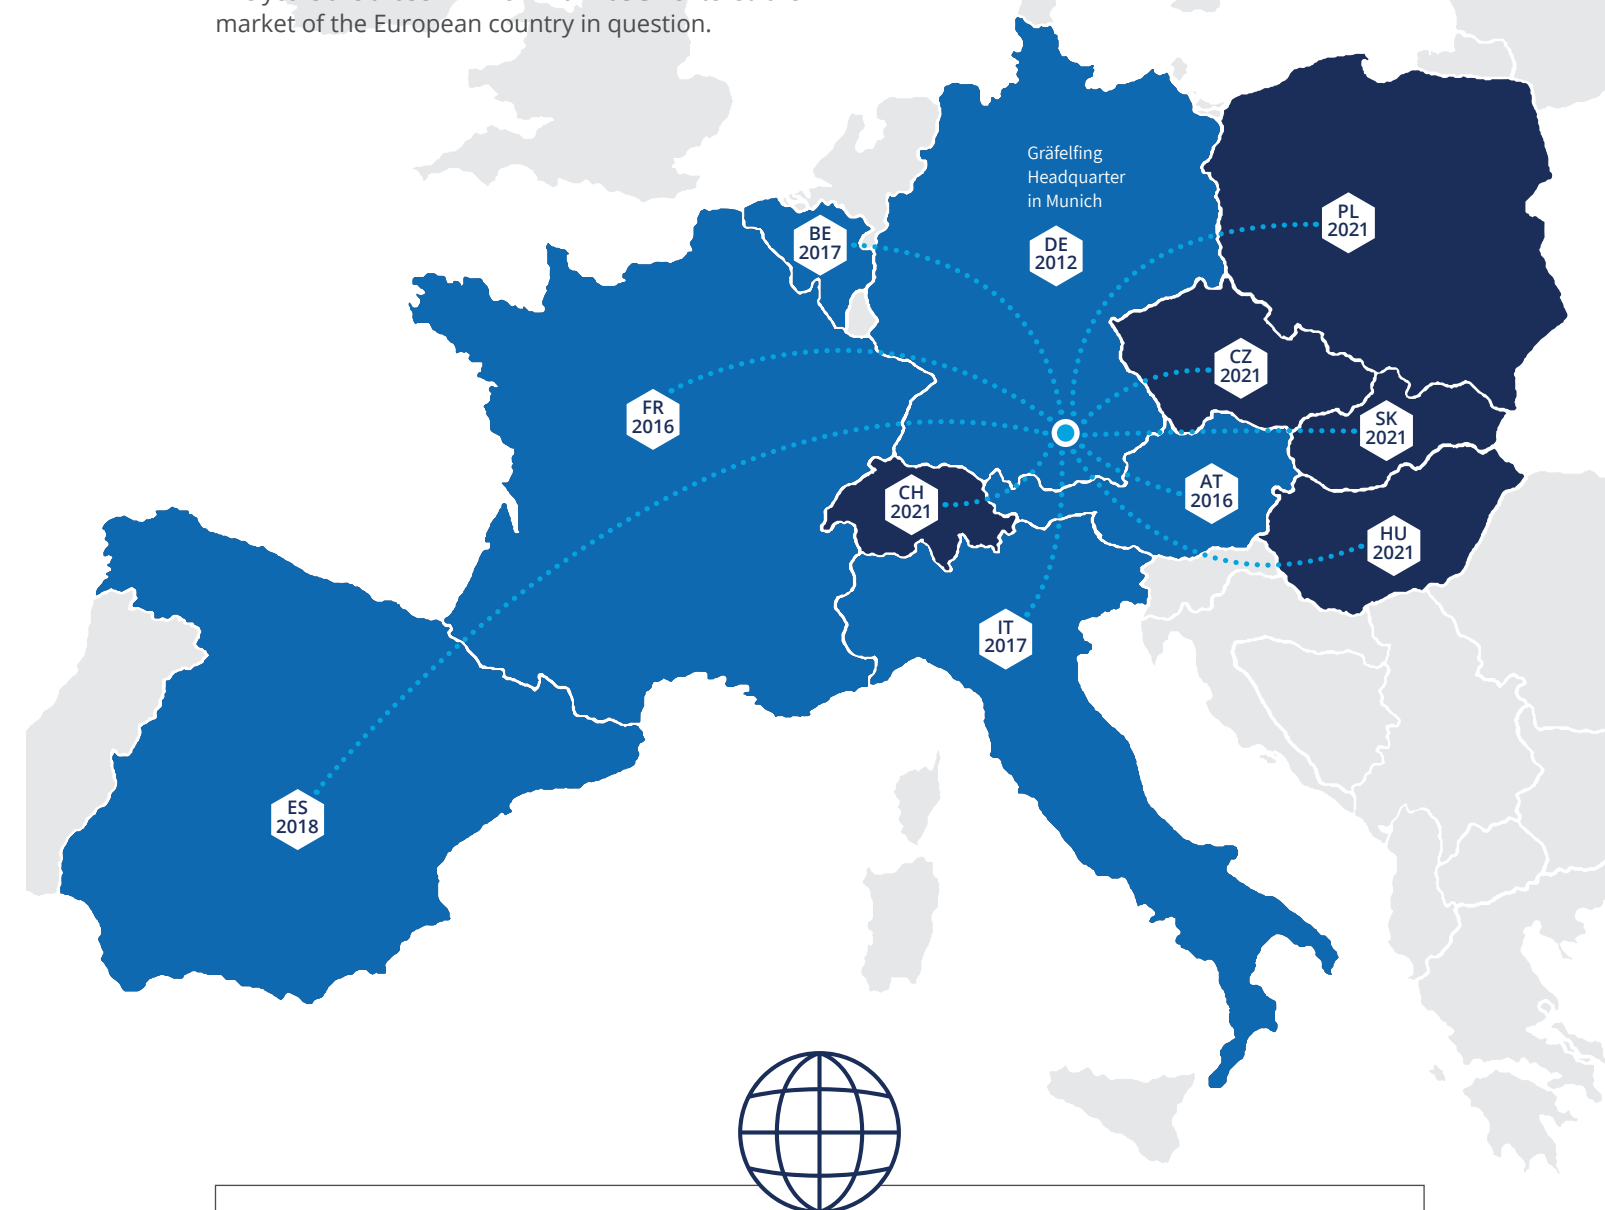 market of the European country in question.
Gräfelfing
Headquarter
in Munich
PL
2021
BE
2017
DE
2012
CZ
2021
FR
2016
SK
2021
CH
2021
AT
2016
HU
2021
IT
2017
ES
2018